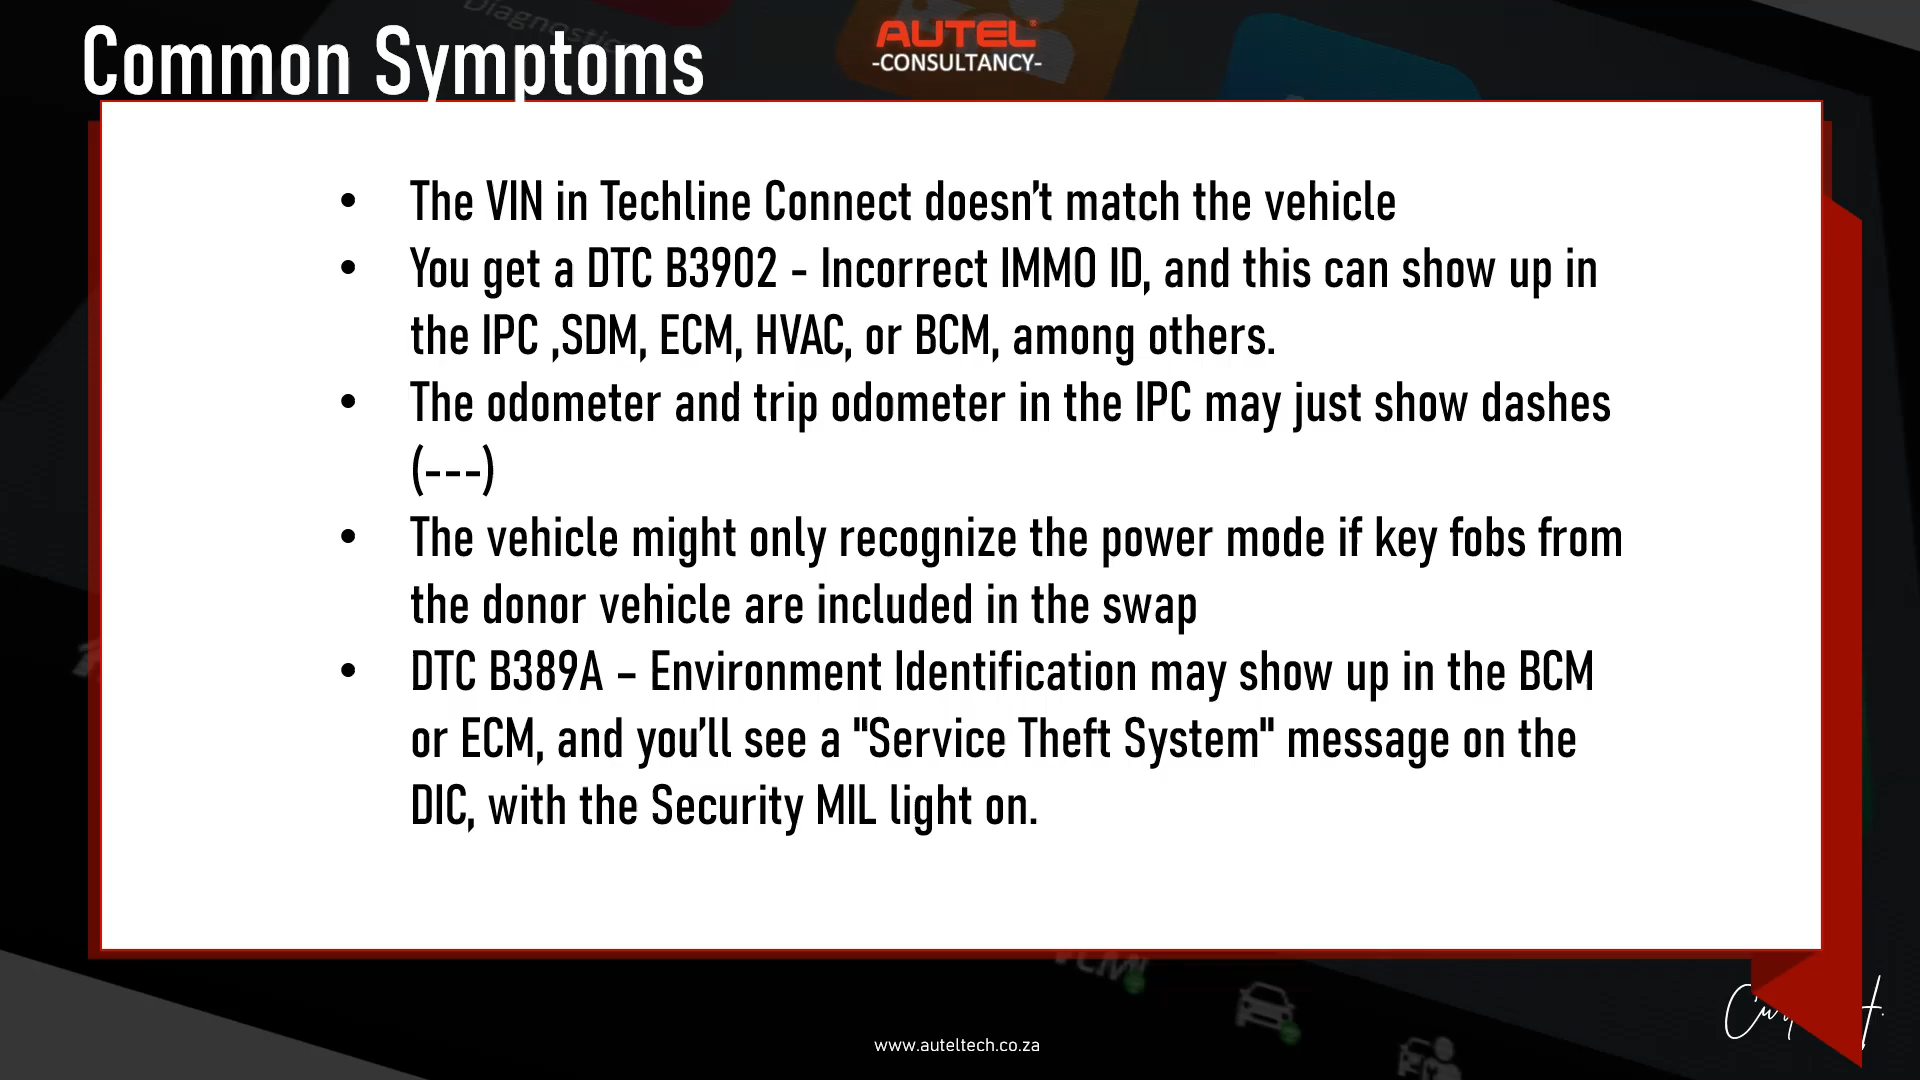 Diagnostics
AUTEL
-CONSULTANCY-
Common Symptoms
• The VIN in Techline Connect doesn’t match the vehicle
• You get a DTC B3902 - Incorrect IMMO ID, and this can show up in
the IPC ,SDM, ECM, HVAC, or BCM, among others.
• The odometer and trip odometer in the IPC may just show dashes
(---)
• The vehicle might only recognize the power mode if key fobs from
the donor vehicle are included in the swap
• DTC B389A – Environment Identification may show up in the BCM
or ECM, and you’ll see a "Service Theft System" message on the
DIC, with the Security MIL light on.
www.auteltech.co.za